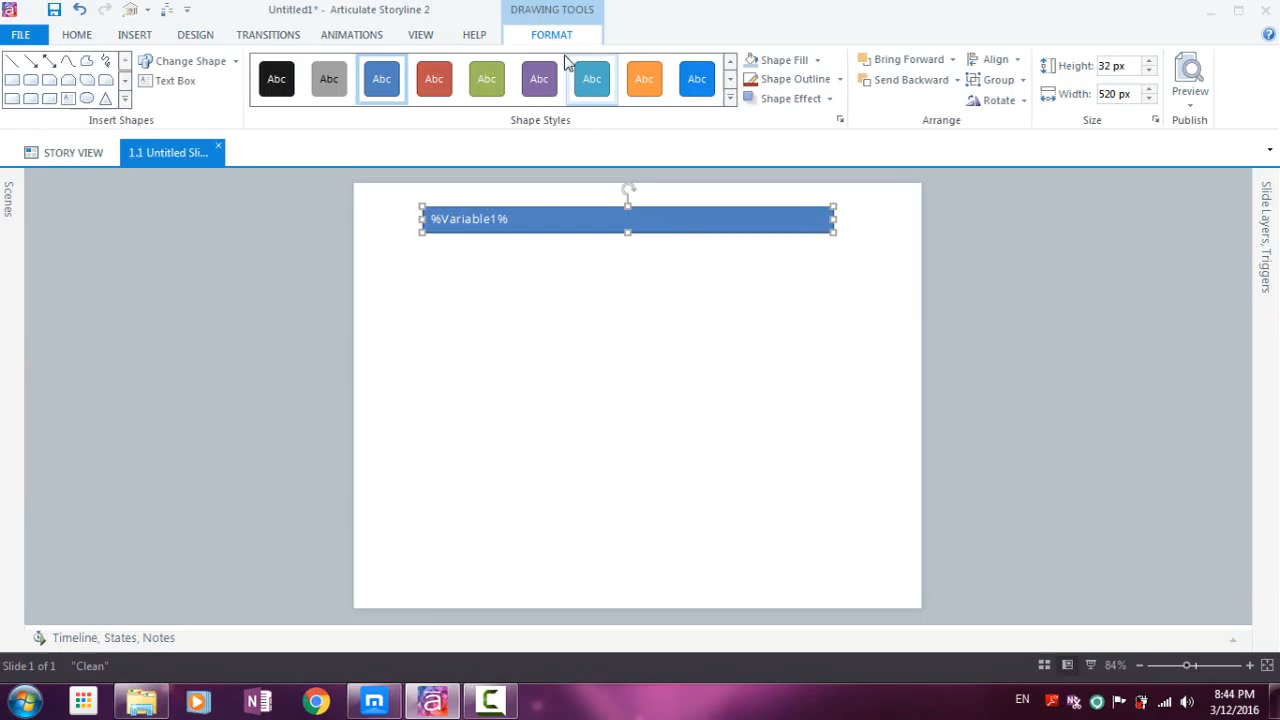 Untitled1* - Articulate Storyline 2
DRAWING TOOLS
FILE HOME INSERT DESIGN TRANSITIONS ANIMATIONS VIEW HELP FORMAT
Change Shape
Text Box
Insert Shapes
Abc Abc Abc Abc Abc Abc Abc Abc Abc
Shape Styles
Shape Fill
Shape Outline
Shape Effect
Bring Forward
Send Backward
Align
Group
Rotate
Arrange
Height: 32 px
Width: 520 px
Size
Preview
Publish
STORY VIEW
1.1 Untitled Sli...
Scenes
%Variable1%
Slide Layers, Triggers
Timeline, States, Notes
Slide 1 of 1 "Clean"
84%
EN
8:44 PM
3/12/2016